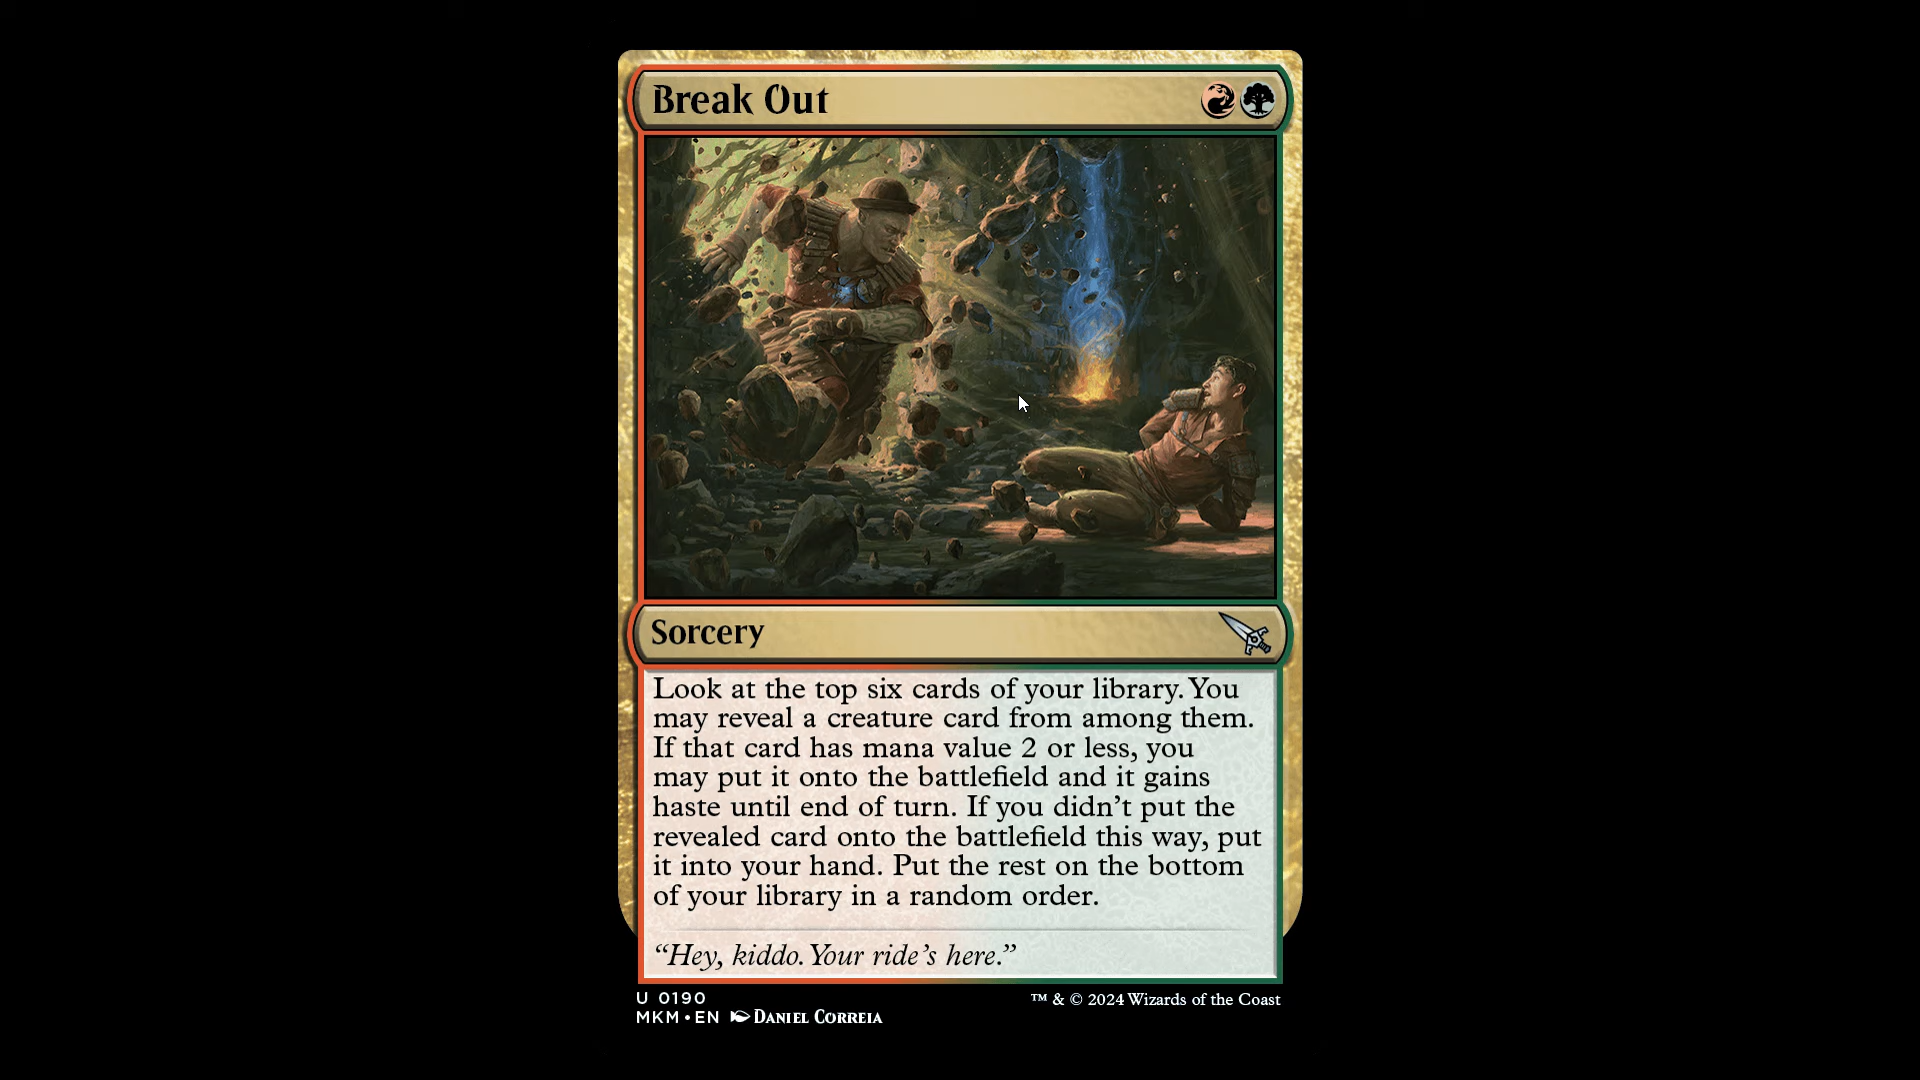 Break Out
Sorcery
Look at the top six cards of your library. You
may reveal a creature card from among them.
If that card has mana value 2 or less, you
may put it onto the battlefield and it gains
haste until end of turn. If you didn’t put the
revealed card onto the battlefield this way, put
it into your hand. Put the rest on the bottom
of your library in a random order.
“Hey, kiddo. Your ride’s here.”
U 0190
MKM • EN DANIEL CORREIA
™ & © 2024 Wizards of the Coast